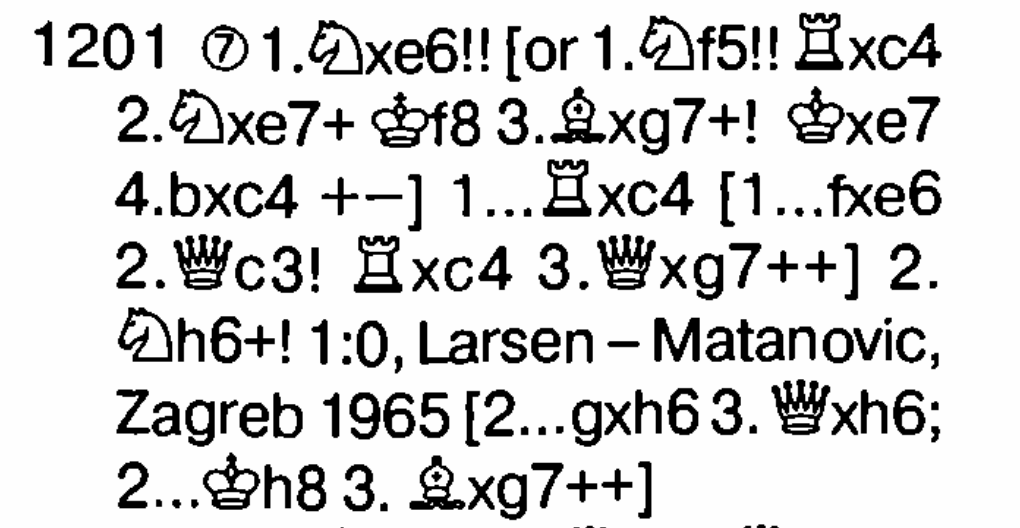 1201 ⑦ 1.♘xe6!! [or 1.♘f5!! ♖xc4
2.♘xe7+ ♔f8 3.♗xg7+! ♔xe7
4.bxc4 +−] 1...♖xc4 [1...fxe6
2.♕c3! ♖xc4 3.♕xg7++] 2.
♘h6+! 1:0, Larsen – Matanovic,
Zagreb 1965 [2...gxh6 3. ♕xh6;
2...♔h8 3. ♗xg7++]